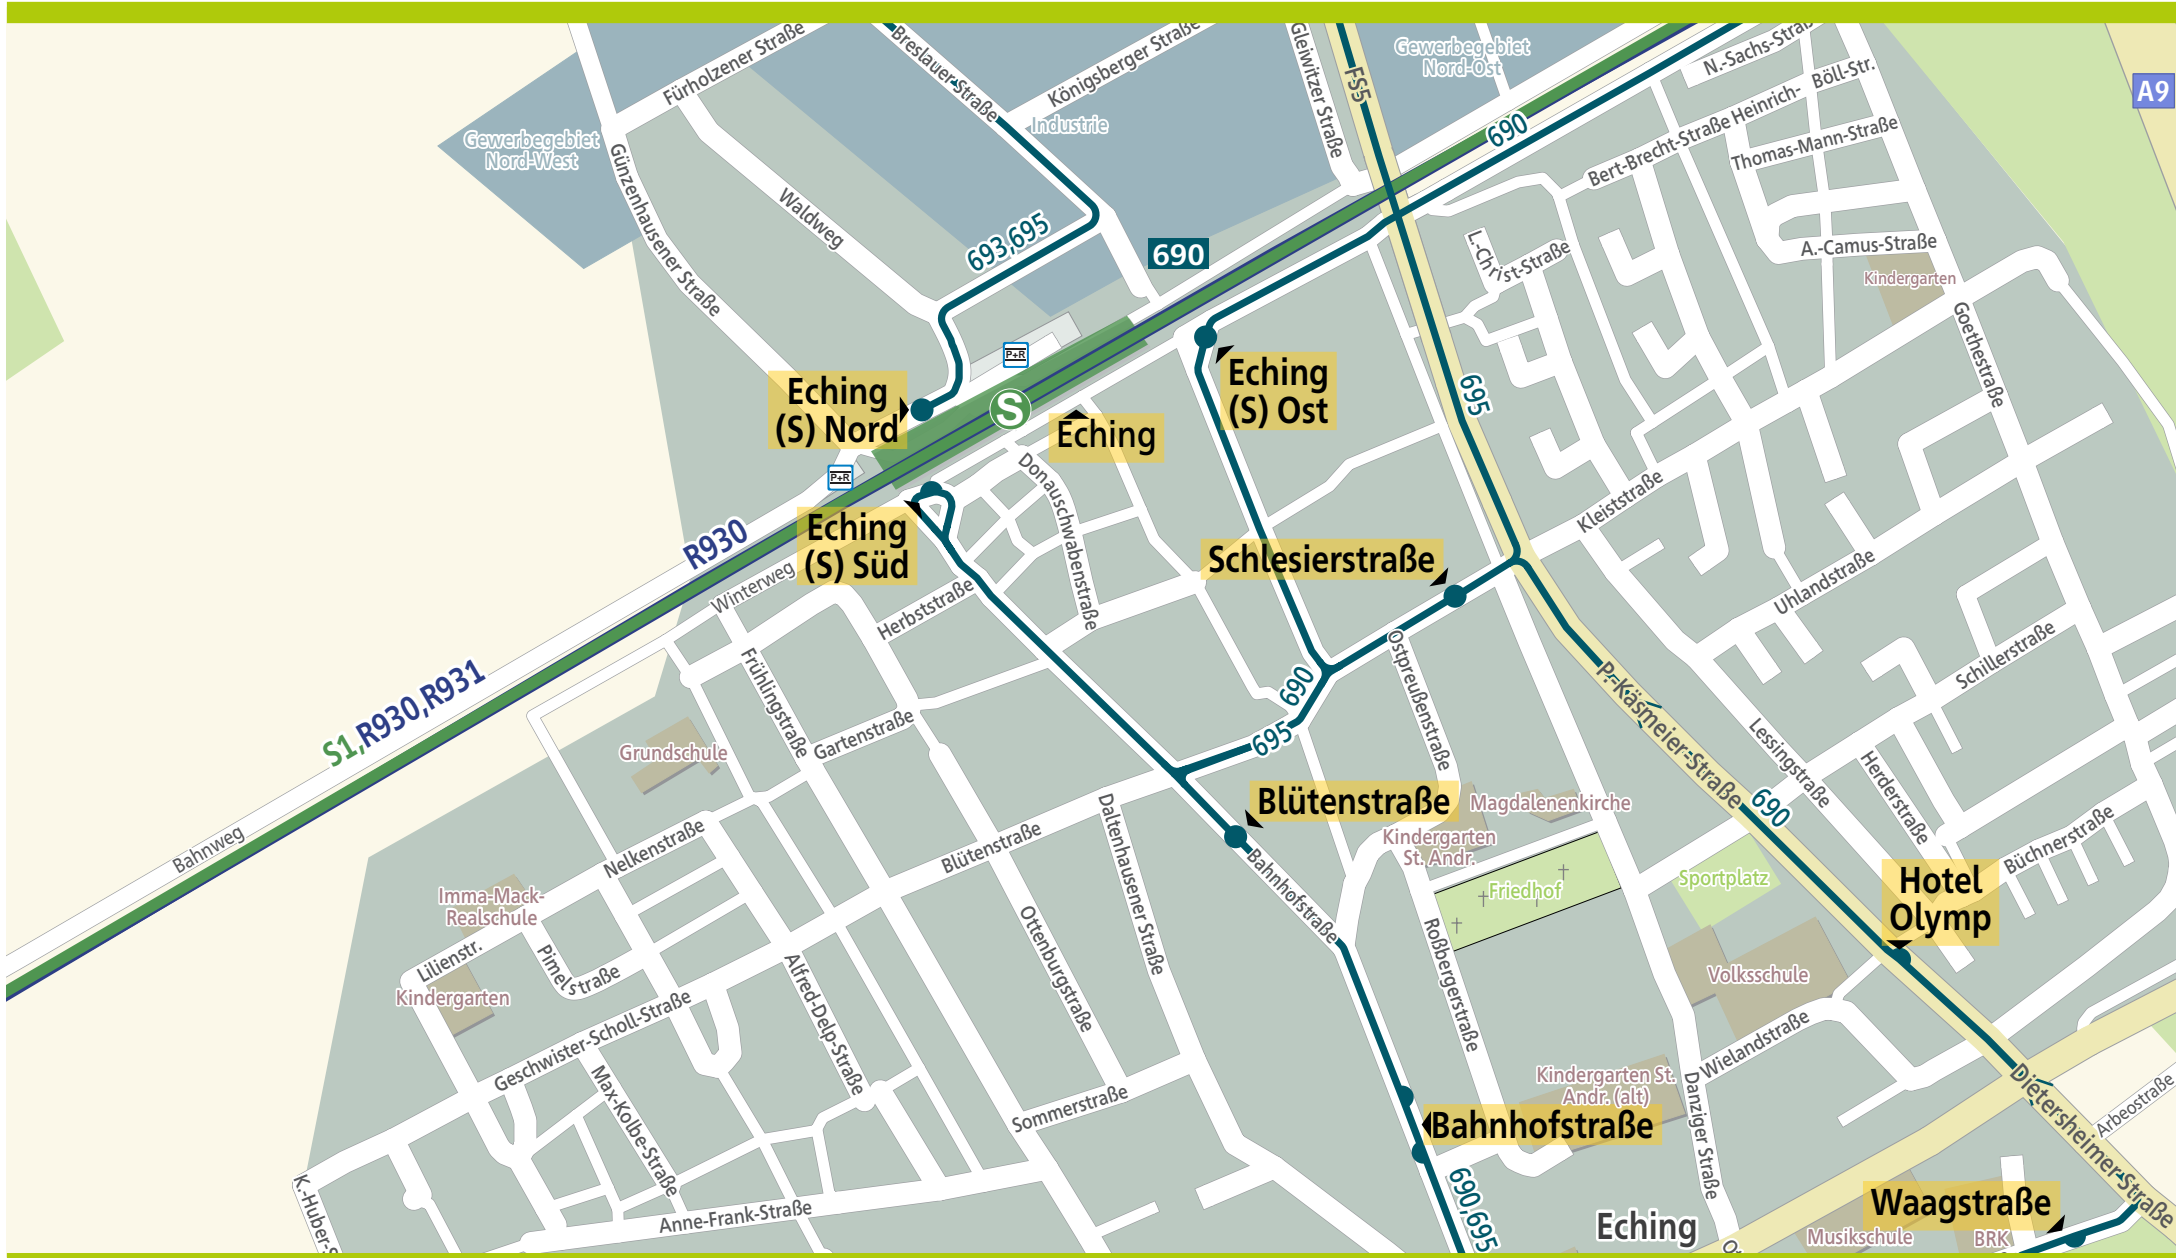 Fürholzener Straße
Breslauer-Straße
Königsberger Straße
Gleiwitzer Straße
FS5
Gewerbegebiet
Nord-Ost
N.-Sachs-Straß
Heinrich-
Böll-Str.
A9
Gewerbegebiet
Nord-West
Industrie
690
Bert-Brecht-Straße
Thomas-Mann-Straße
Günzenhausener Straße
Waldweg
693,695
690
L.-Christ-Straße
A.-Camus-Straße
Kindergarten
Goethestraße
P+R
Eching
(S) Nord
S
Eching
Eching
(S) Ost
695
P+R
Donauschwabenstraße
Kleiststraße
R930
Eching
(S) Süd
Schlesierstraße
Winterweg
Herbststraße
Uhlandstraße
Schillerstraße
S1,R930,R931
Frühlingstraße
Gartenstraße
690
695
Ostpreußenstraße
P.-Käsmeier-Straße
Lessingstraße
Herderstraße
Grundschule
Blütenstraße
Magdalenenkirche
690
Büchnerstraße
Bahnweg
Nelkenstraße
Blütenstraße
Daltenhausener Straße
Bahnhofstraße
Kindergarten
St. Andr.
Friedhof
Sportplatz
Hotel
Olymp
Imma-Mack-
Realschule
Lilienstr.
Pimelstraße
Kindergarten
Ottenburgstraße
Roßbergerstraße
Volksschule
Geschwister-Scholl-Straße
Alfred-Delp-Straße
Wielandstraße
Max-Kolbe-Straße
Sommerstraße
Kindergarten St.
Andr. (alt)
Danziger Straße
Bahnhofstraße
Dietersheimer-Straße
Arbeostraße
K.-Huber-S
Anne-Frank-Straße
690,695
Eching
Waagstraße
Musikschule
BRK